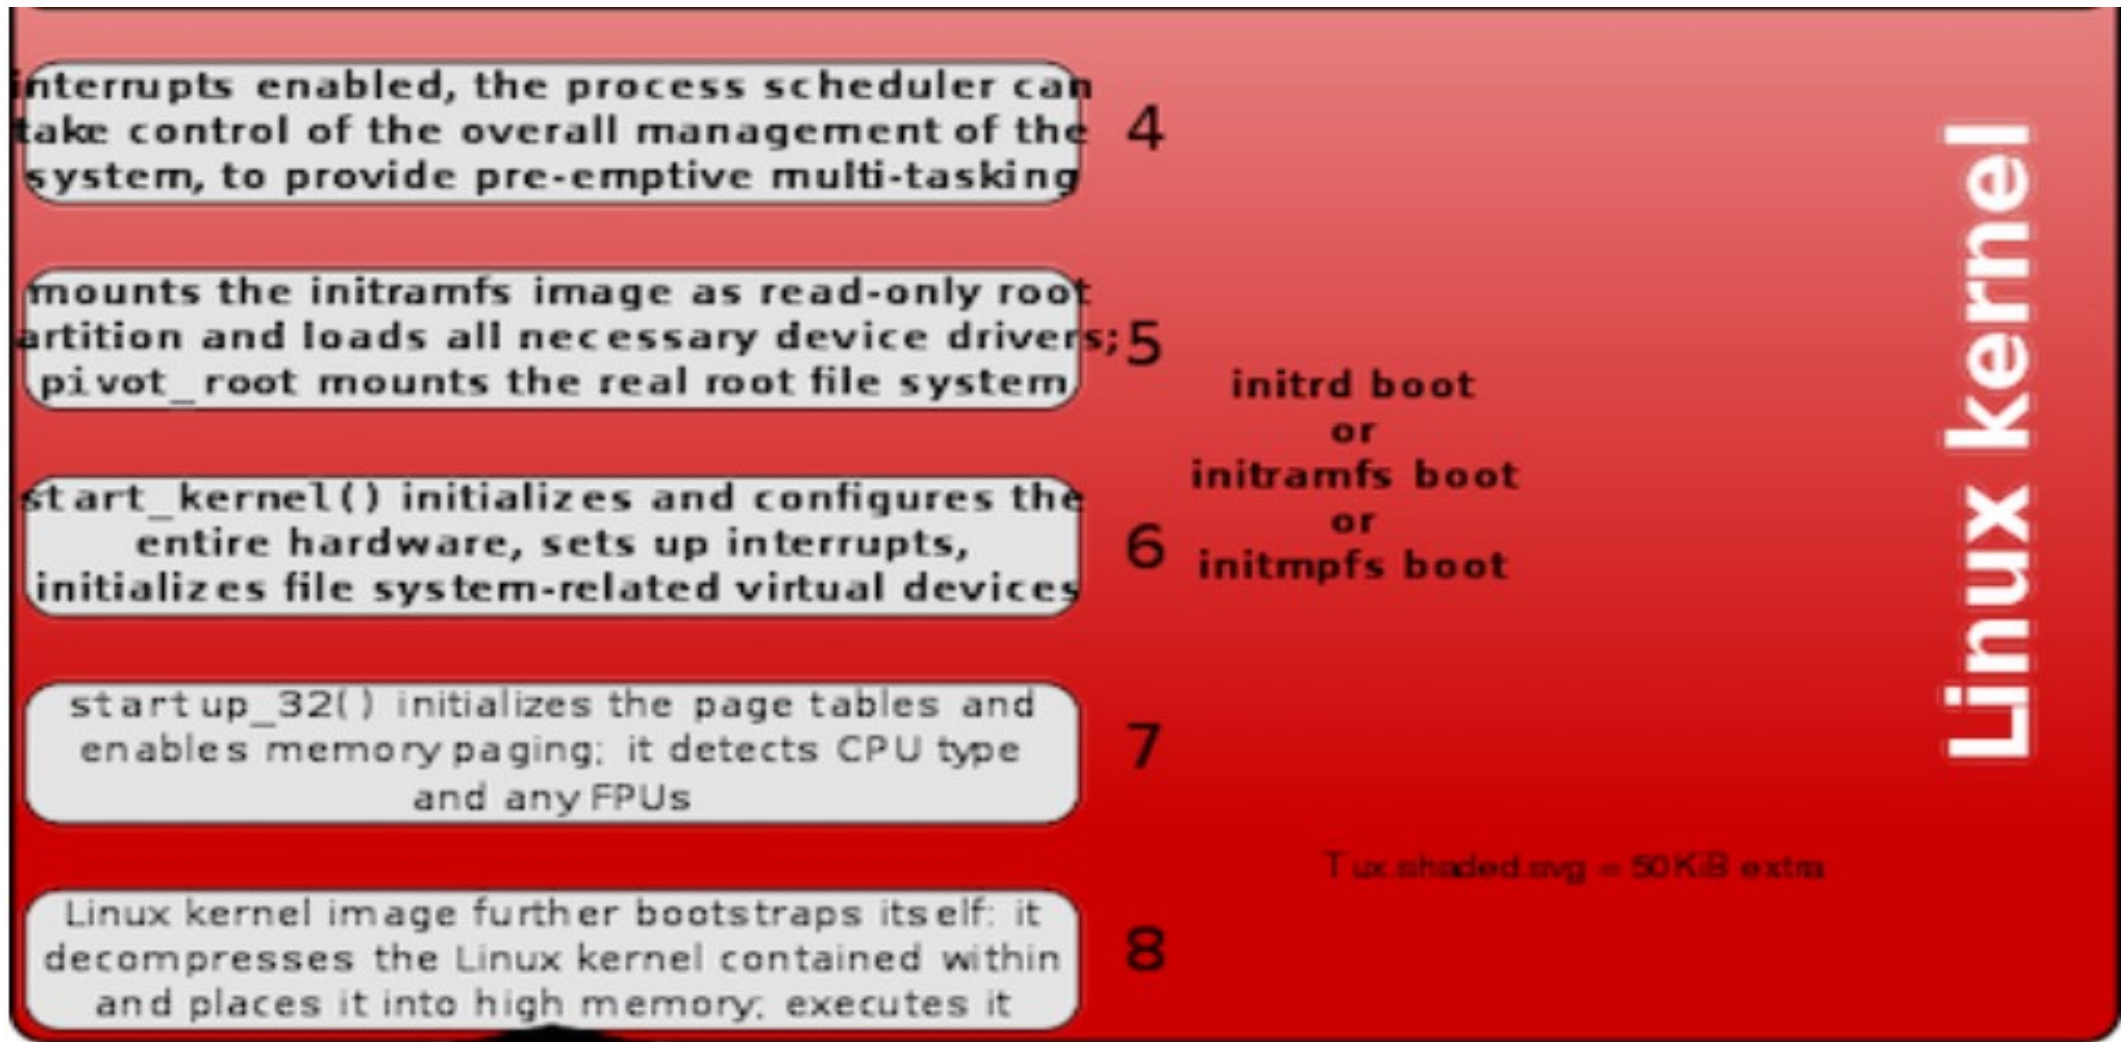 interrupts enabled, the process scheduler can
take control of the overall management of the
system, to provide pre-emptive multi-tasking
4
mounts the initramfs image as read-only root
artition and loads all necessary device drivers;
pivot_root mounts the real root file system
5
start_kernel() initializes and configures the
entire hardware, sets up interrupts,
initializes file system-related virtual devices
6
initrd boot
or
initramfs boot
or
initmpfs boot
startup_32() initializes the page tables and
enables memory paging; it detects CPU type
and any FPUs
7
Linux kernel image further bootstraps itself: it
decompresses the Linux kernel contained within
and places it into high memory; executes it
8
Linux kernel
Tux.shaded.svg = 50KiB extra